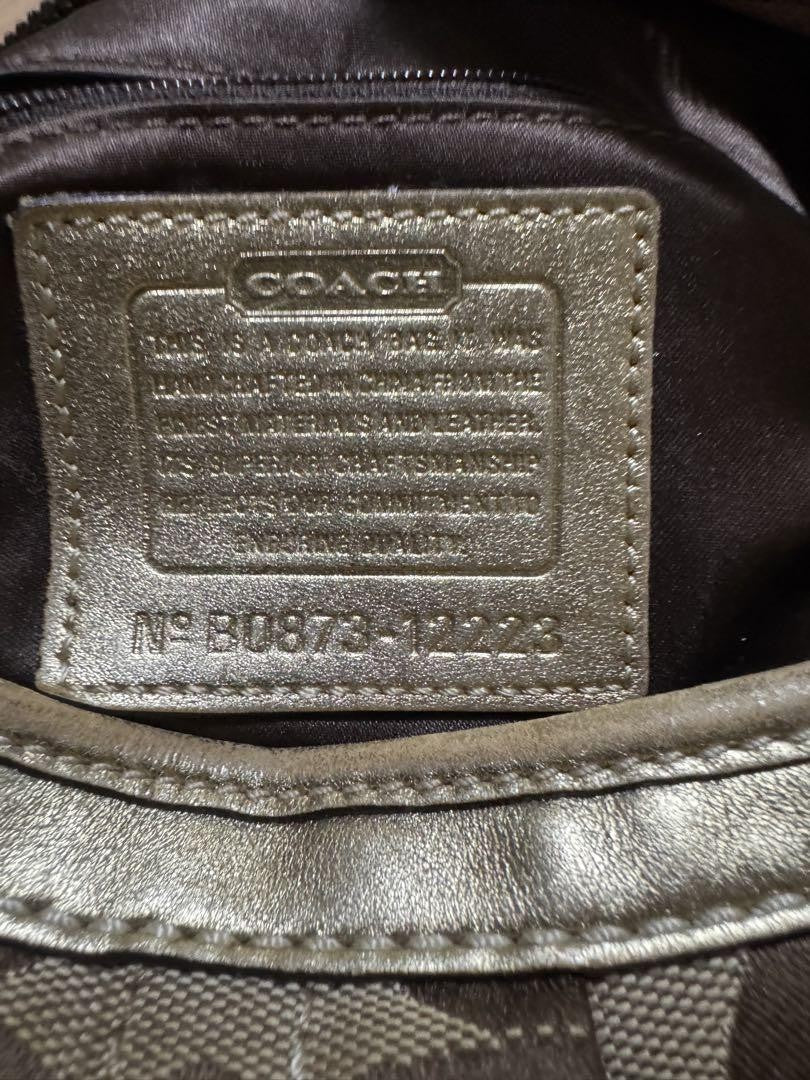 COACH
THIS IS A COACH BAG. IT WAS
HANDCRAFTED IN CHINA FROM THE
FINEST MATERIALS AND LEATHER.
ITS SUPERIOR CRAFTSMANSHIP
REFLECTS OUR COMMITMENT TO
ENDURING QUALITY.
Nº B0873-12223